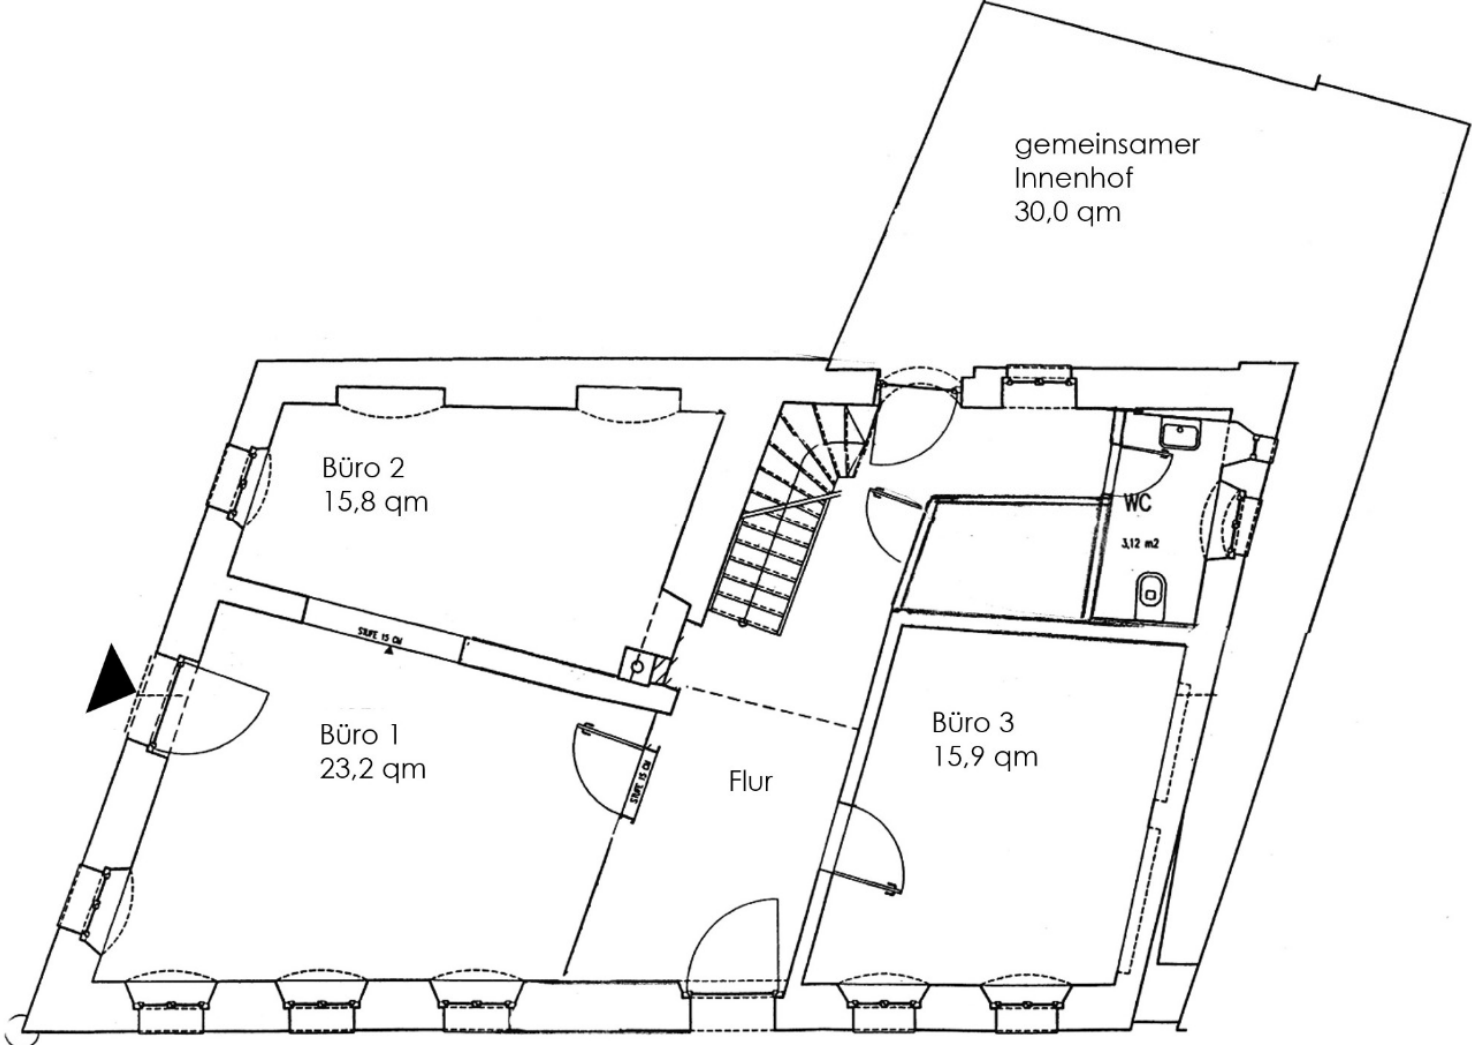 gemeinsamer
Innenhof
30,0 qm
Büro 2
15,8 qm
WC
3,12 m2
STUFE 15 CM
Büro 1
23,2 qm
STUFE 15 CM
Flur
Büro 3
15,9 qm